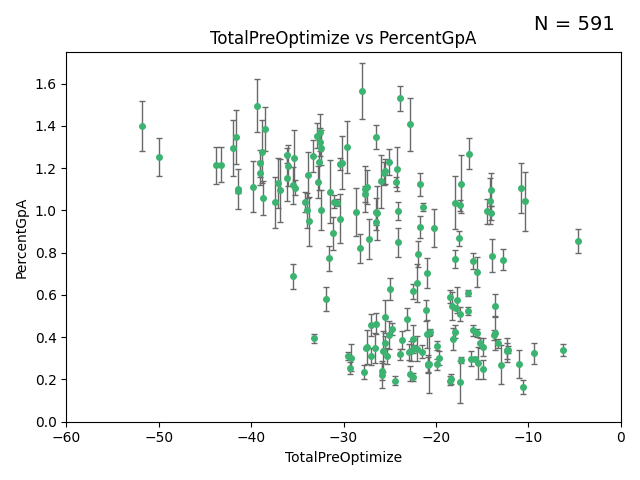 N = 591
TotalPreOptimize vs PercentGpA
1.6
1.4
1.2
1.0
0.8
0.6
0.4
0.2
0.0
PercentGpA
−60 −50 −40 −30 −20 −10 0
TotalPreOptimize